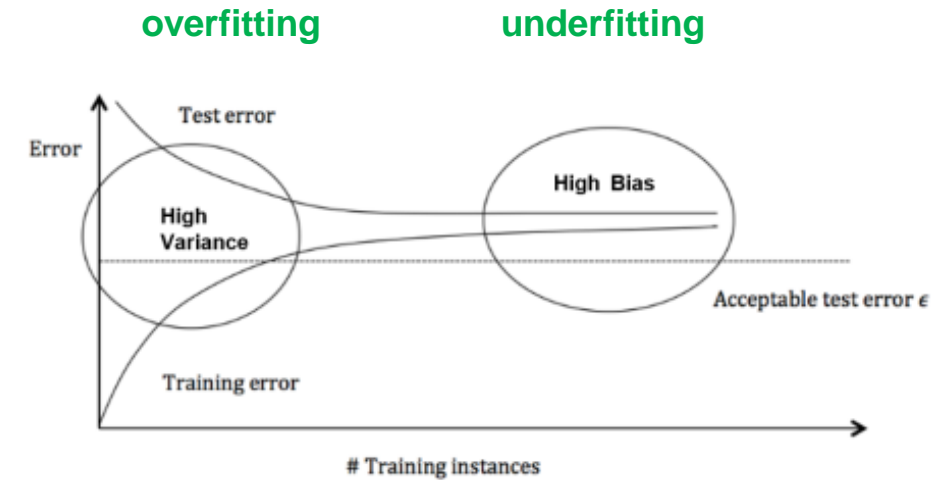 overfitting underfitting
Test error
Error
High Bias
High
Variance
Acceptable test error ϵ
Training error
# Training instances